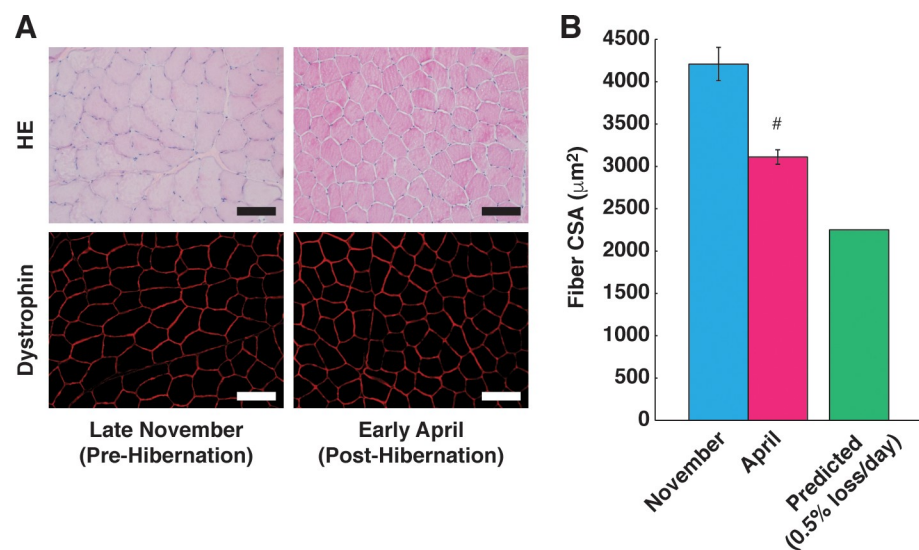 A
HE
Dystrophin
Late November
(Pre-Hibernation)
Early April
(Post-Hibernation)
B
Fiber CSA (μm²)
4500
4000
3500
3000
2500
2000
1500
1000
500
0
#
November
April
Predicted
(0.5% loss/day)